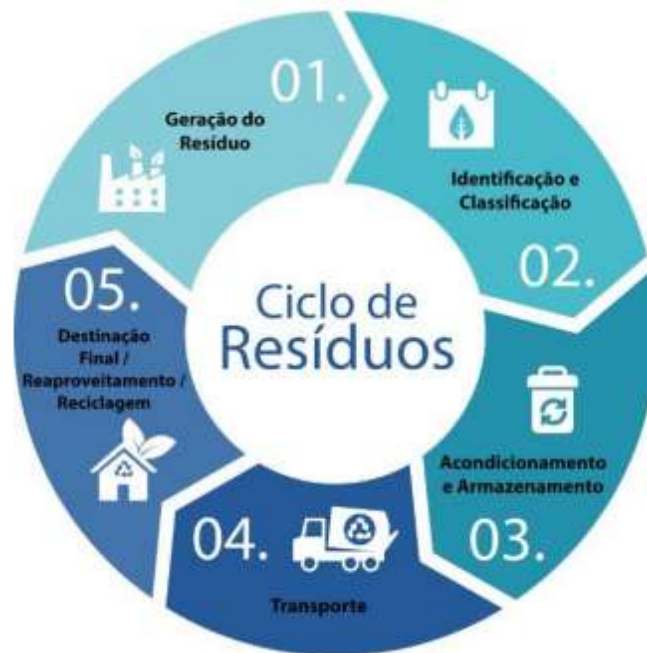 Ciclo de
Resíduos
01.
Geração do
Resíduo
Identificação e
Classificação
02.
Acondicionamento
e Armazenamento
03.
04.
Transporte
05.
Destinação
Final /
Reaproveitamento /
Reciclagem